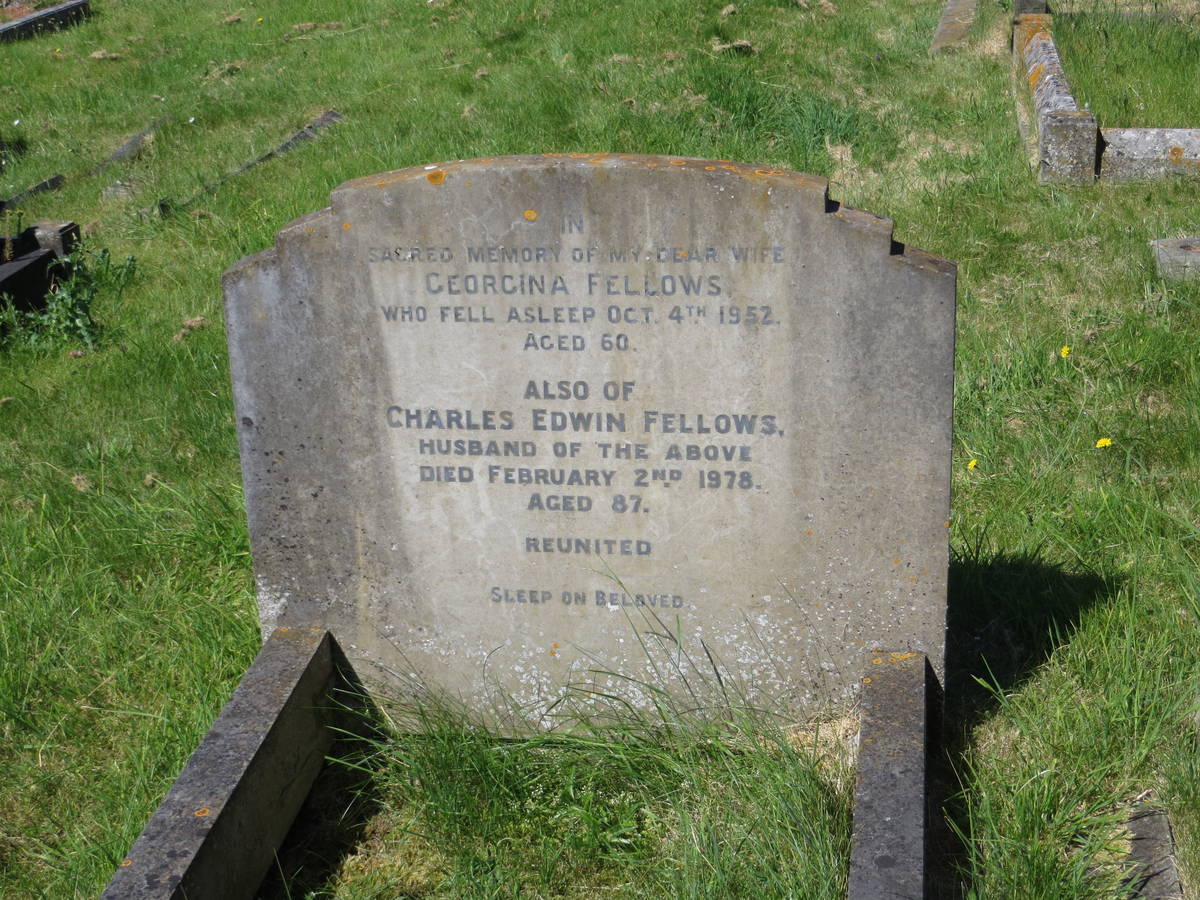 IN
SACRED MEMORY OF MY DEAR WIFE
GEORGINA FELLOWS,
WHO FELL ASLEEP OCT. 4TH 1952.
AGED 60.
ALSO OF
CHARLES EDWIN FELLOWS,
HUSBAND OF THE ABOVE
DIED FEBRUARY 2ND 1978.
AGED 87.
REUNITED
SLEEP ON BELOVED